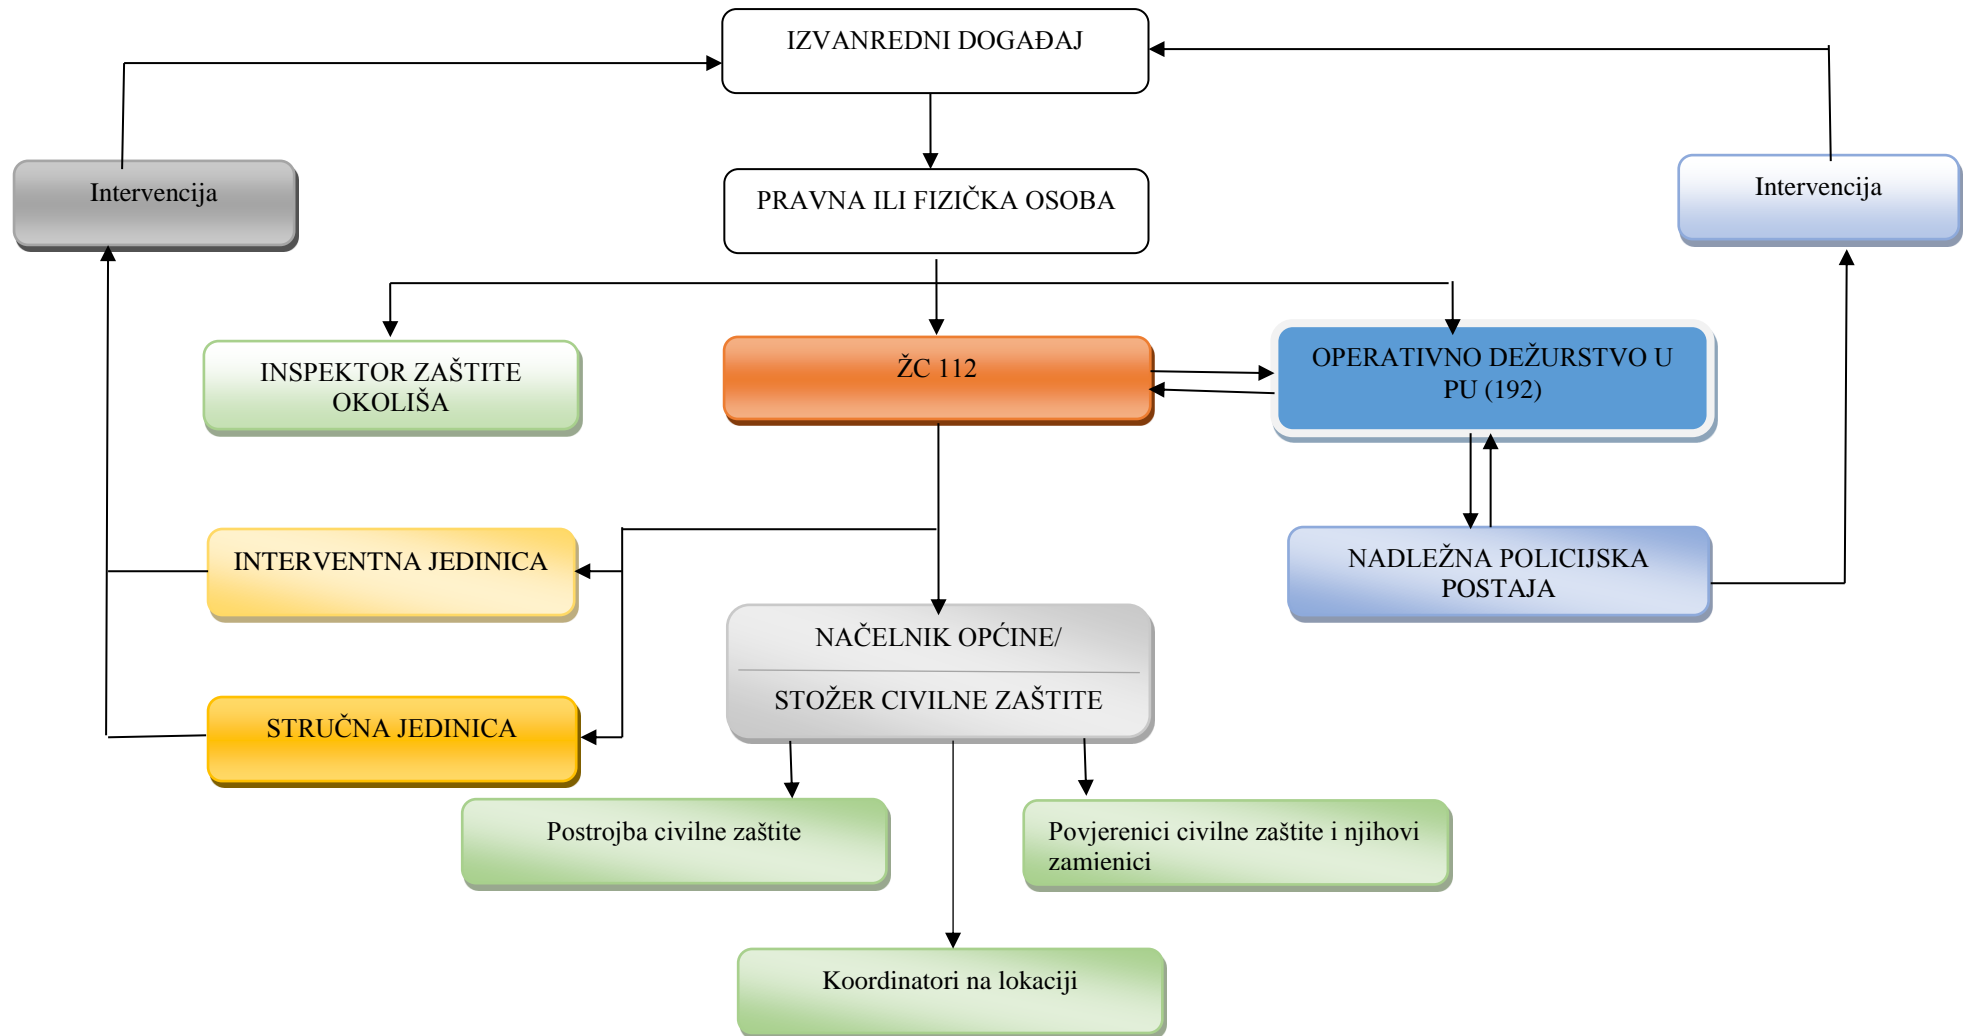 IZVANREDNI DOGAĐAJ
Intervencija
PRAVNA ILI FIZIČKA OSOBA
Intervencija
INSPEKTOR ZAŠTITE
OKOLIŠA
ŽC 112
OPERATIVNO DEŽURSTVO U
PU (192)
INTERVENTNA JEDINICA
NADLEŽNA POLICIJSKA
POSTAJA
NAČELNIK OPĆINE/
STOŽER CIVILNE ZAŠTITE
STRUČNA JEDINICA
Postrojba civilne zaštite
Povjerenici civilne zaštite i njihovi
zamjenici
Koordinatori na lokaciji